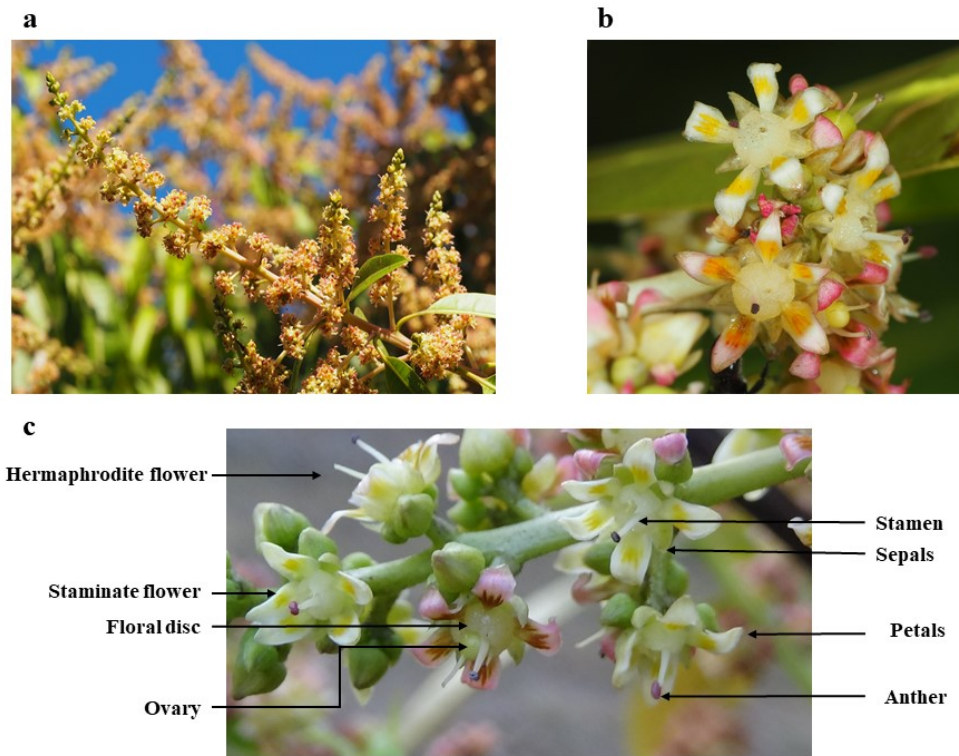 a
b
c
Hermaphrodite flower
Staminate flower
Floral disc
Ovary
Stamen
Sepals
Petals
Anther